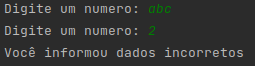 Digite um numero: abc
Digite um numero: 2
Você informou dados incorretos